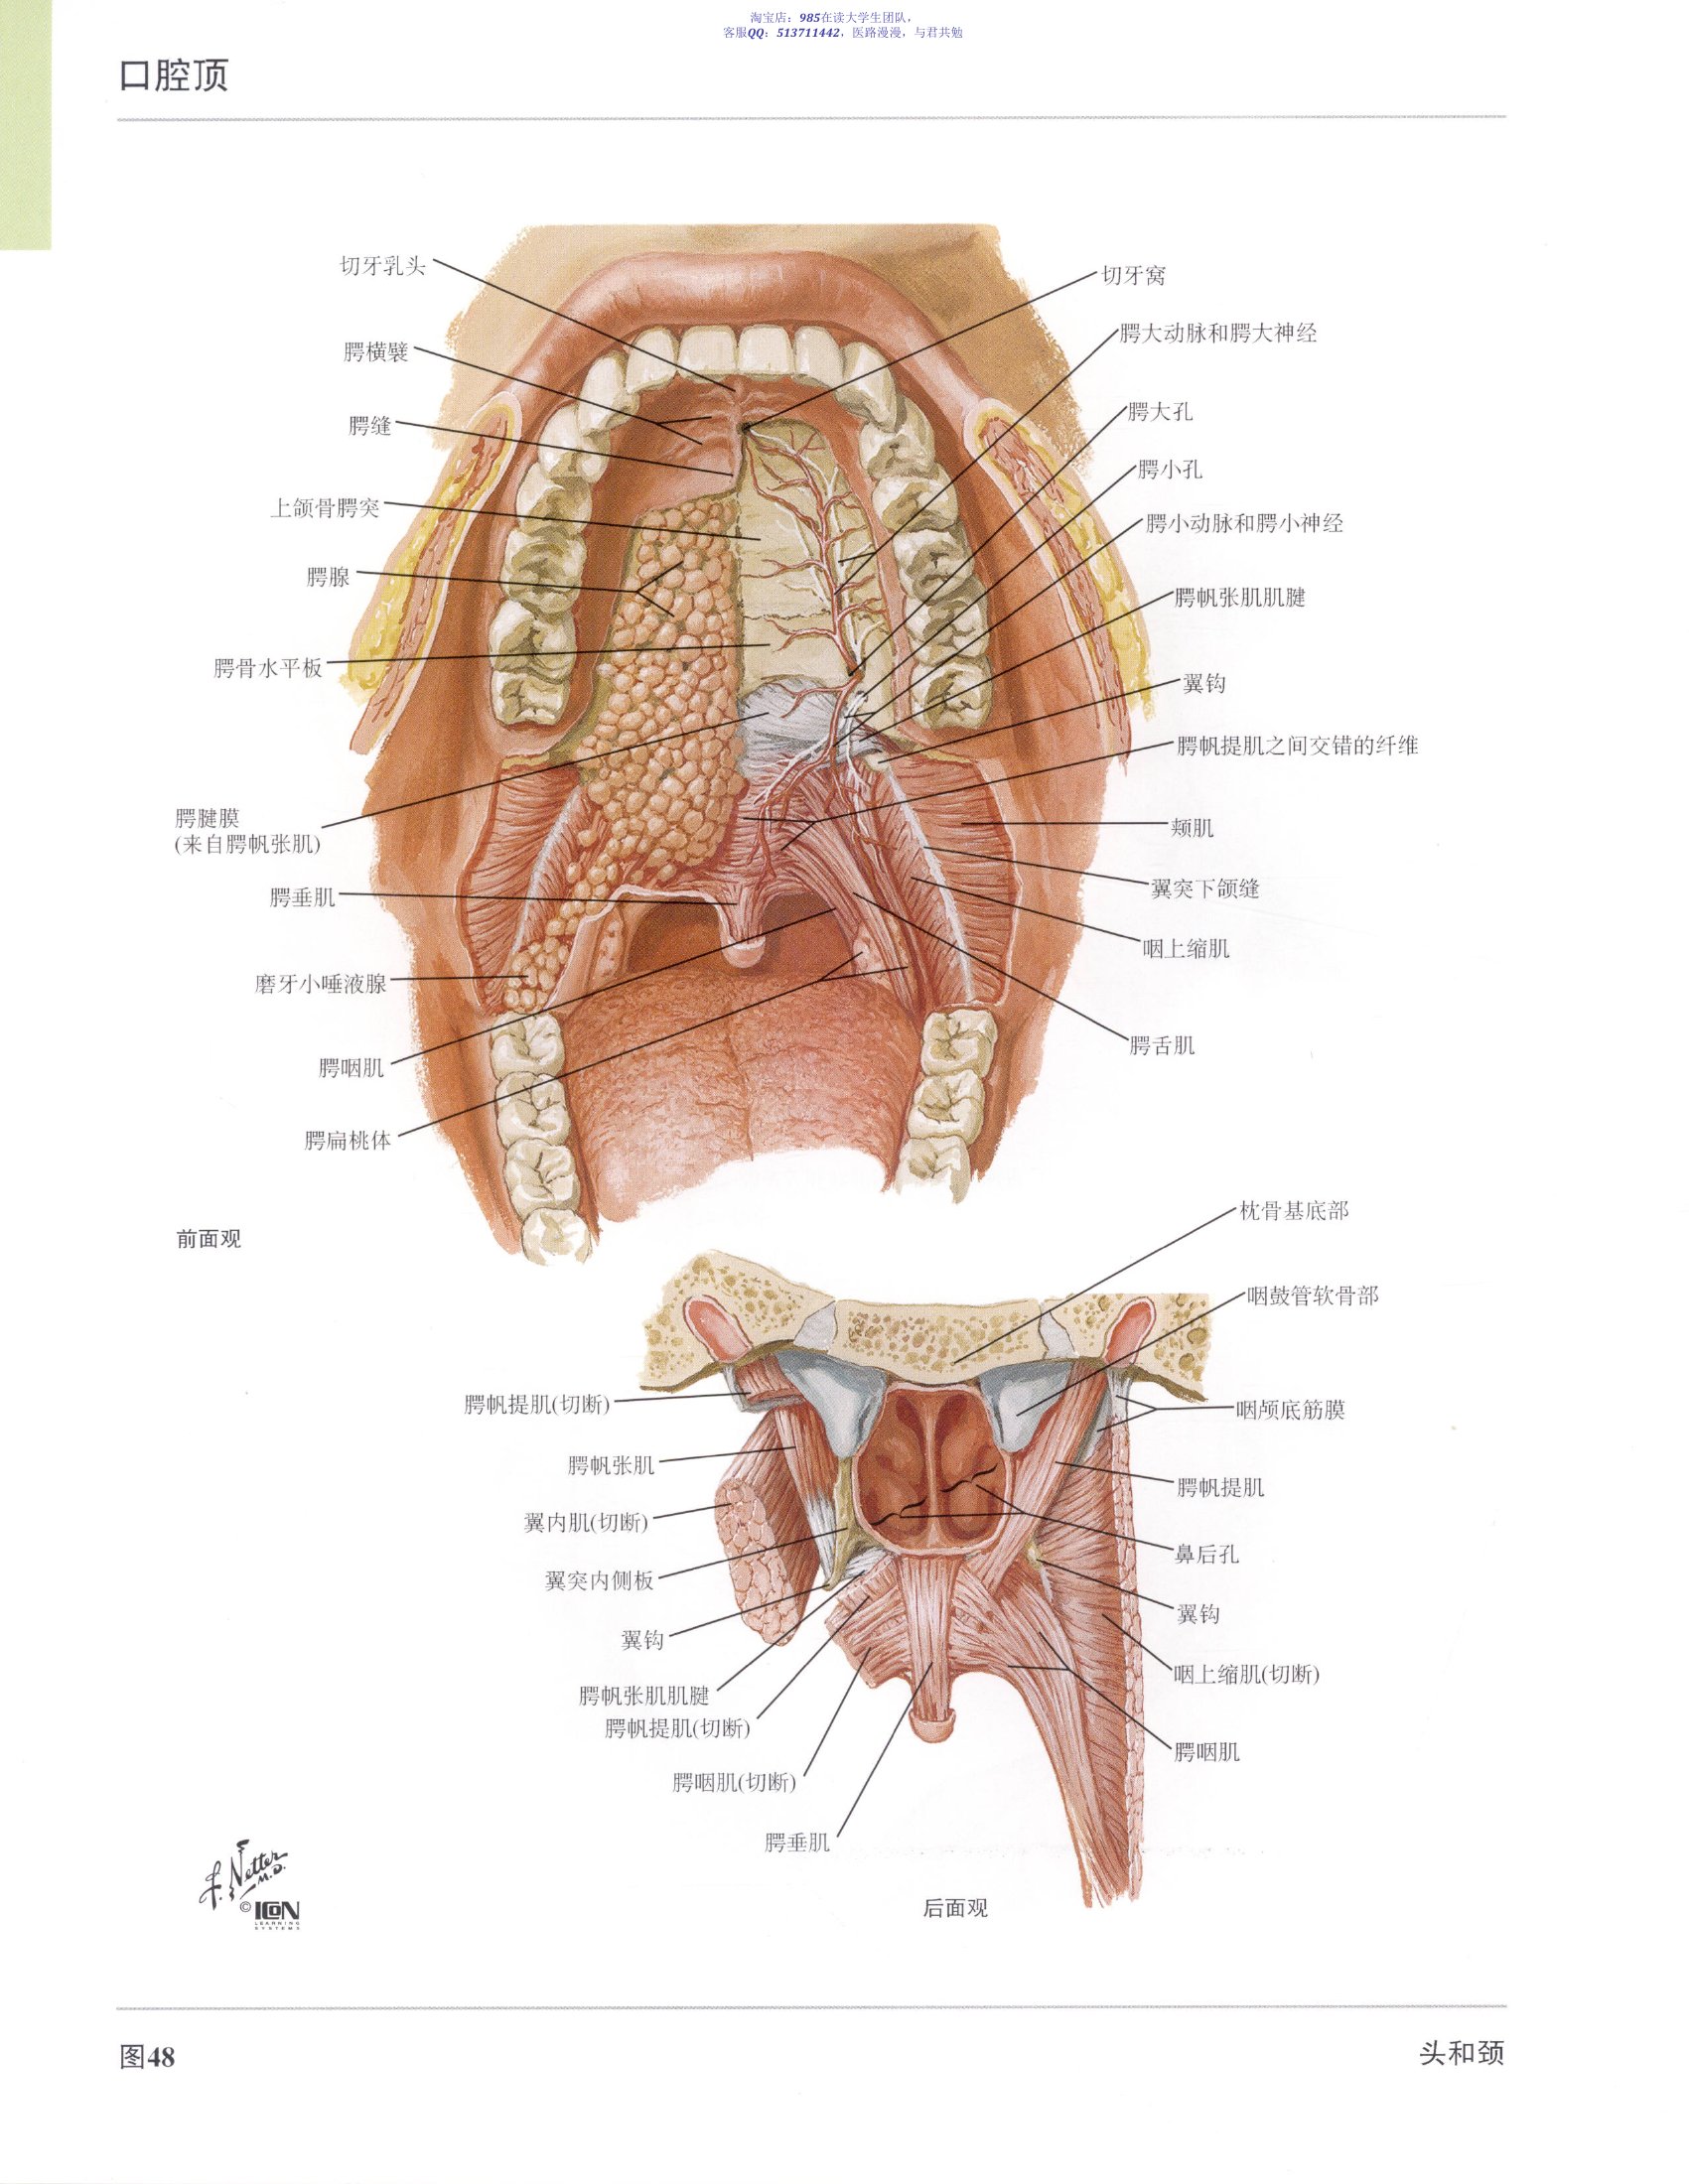 淘宝店：985在读大学生团队，
客服QQ：513711442，医路漫漫，与君共勉
口腔顶
切牙乳头
腭横襞
腭缝
上颌骨腭突
腭腺
腭骨水平板
腭腱膜
(来自腭帆张肌)
腭垂肌
磨牙小唾液腺
腭咽肌
腭扁桃体
切牙窝
腭大动脉和腭大神经
腭大孔
腭小孔
腭小动脉和腭小神经
腭帆张肌肌腱
翼钩
腭帆提肌之间交错的纤维
颊肌
翼突下颌缝
咽上缩肌
腭舌肌
前面观
腭帆提肌(切断)
腭帆张肌
翼内肌(切断)
翼突内侧板
翼钩
腭帆张肌肌腱
腭帆提肌(切断)
腭咽肌(切断)
腭垂肌
枕骨基底部
咽鼓管软骨部
咽颅底筋膜
腭帆提肌
鼻后孔
翼钩
咽上缩肌(切断)
腭咽肌
后面观
F. Netter
M.D.
© ICON
LEARNING
SYSTEMS
图48
头和颈